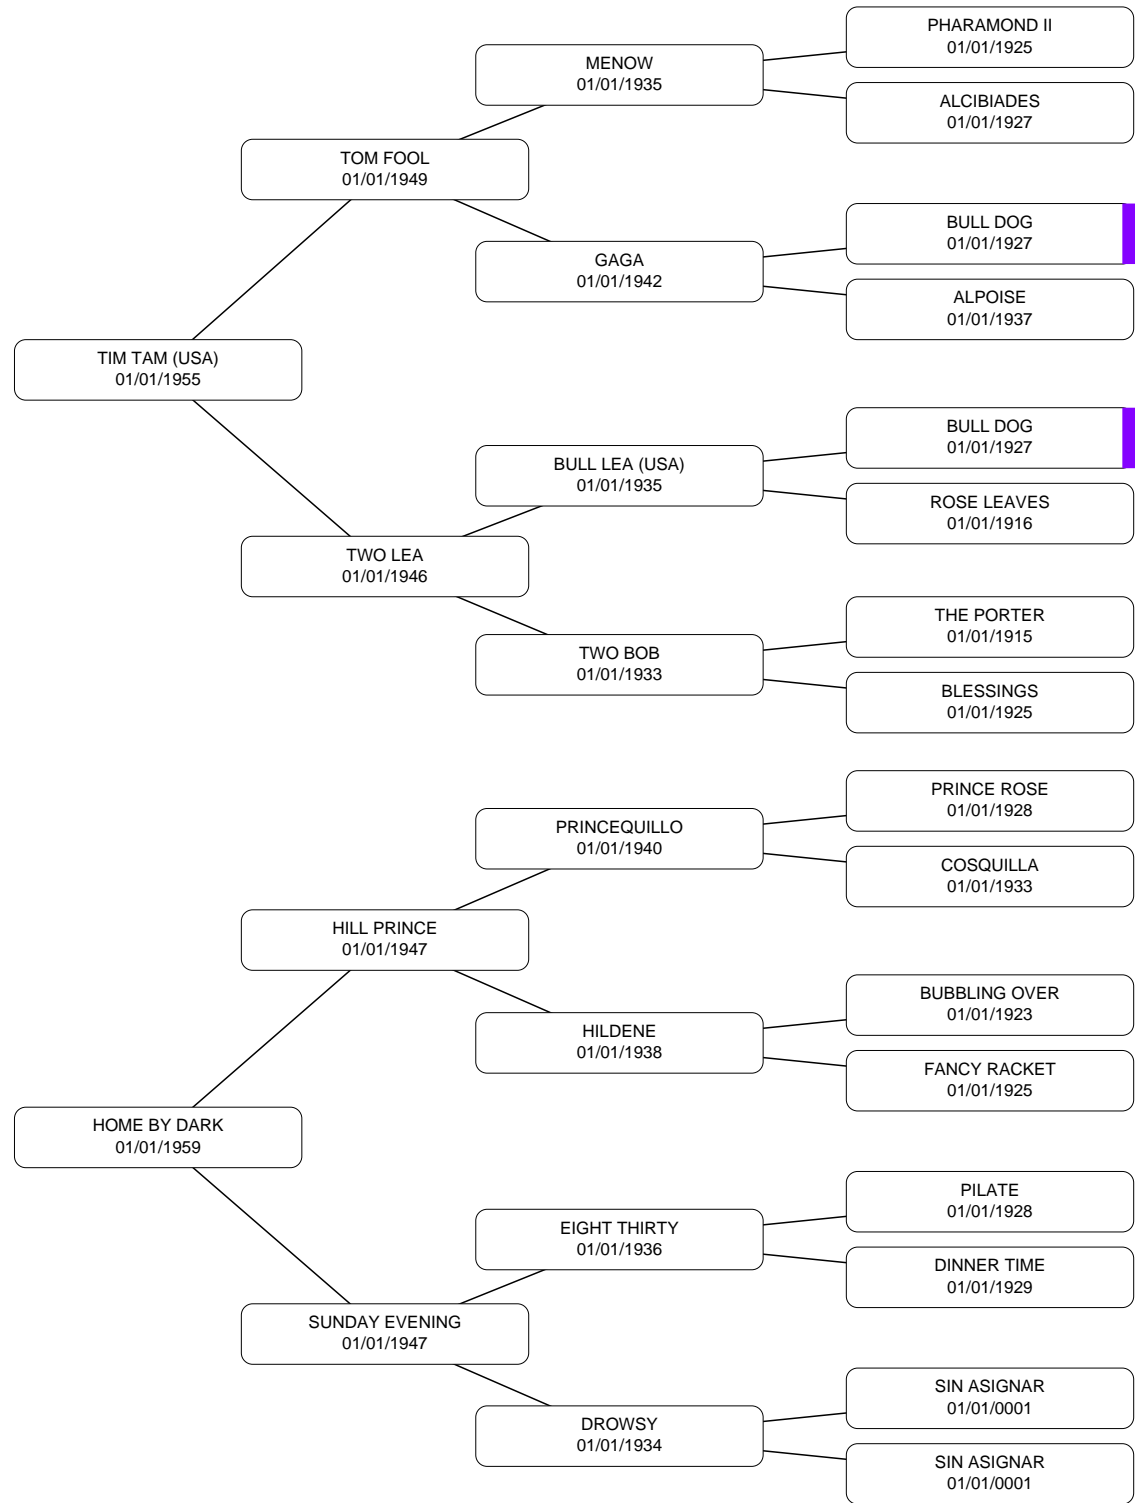 PHARAMOND II
01/01/1925
MENOW
01/01/1935
ALCIBIADES
01/01/1927
TOM FOOL
01/01/1949
BULL DOG
01/01/1927
GAGA
01/01/1942
ALPOISE
01/01/1937
TIM TAM (USA)
01/01/1955
BULL DOG
01/01/1927
BULL LEA (USA)
01/01/1935
ROSE LEAVES
01/01/1916
TWO LEA
01/01/1946
THE PORTER
01/01/1915
TWO BOB
01/01/1933
BLESSINGS
01/01/1925
PRINCE ROSE
01/01/1928
PRINCEQUILLO
01/01/1940
COSQUILLA
01/01/1933
HILL PRINCE
01/01/1947
BUBBLING OVER
01/01/1923
HILDENE
01/01/1938
FANCY RACKET
01/01/1925
HOME BY DARK
01/01/1959
PILATE
01/01/1928
EIGHT THIRTY
01/01/1936
DINNER TIME
01/01/1929
SUNDAY EVENING
01/01/1947
SIN ASIGNAR
01/01/0001
DROWSY
01/01/1934
SIN ASIGNAR
01/01/0001